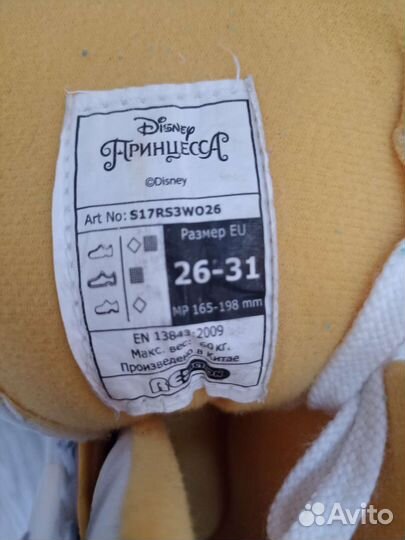 Disney
ПРИНЦЕССА
©Disney
Art No: S17RS3WO26
Размер EU
26-31
MP 165-198 mm
EN 13843:2009
Макс. вес: 60кг.
Произведено в Китае
Avito